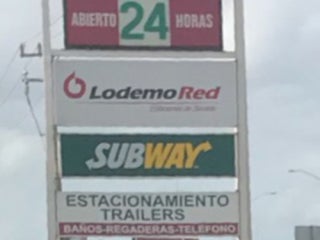 ABIERTO 24 HORAS
LodemoRed
SUBWAY
ESTACIONAMIENTO
TRAILERS
BAÑOS-REGADERAS-TELEFONO